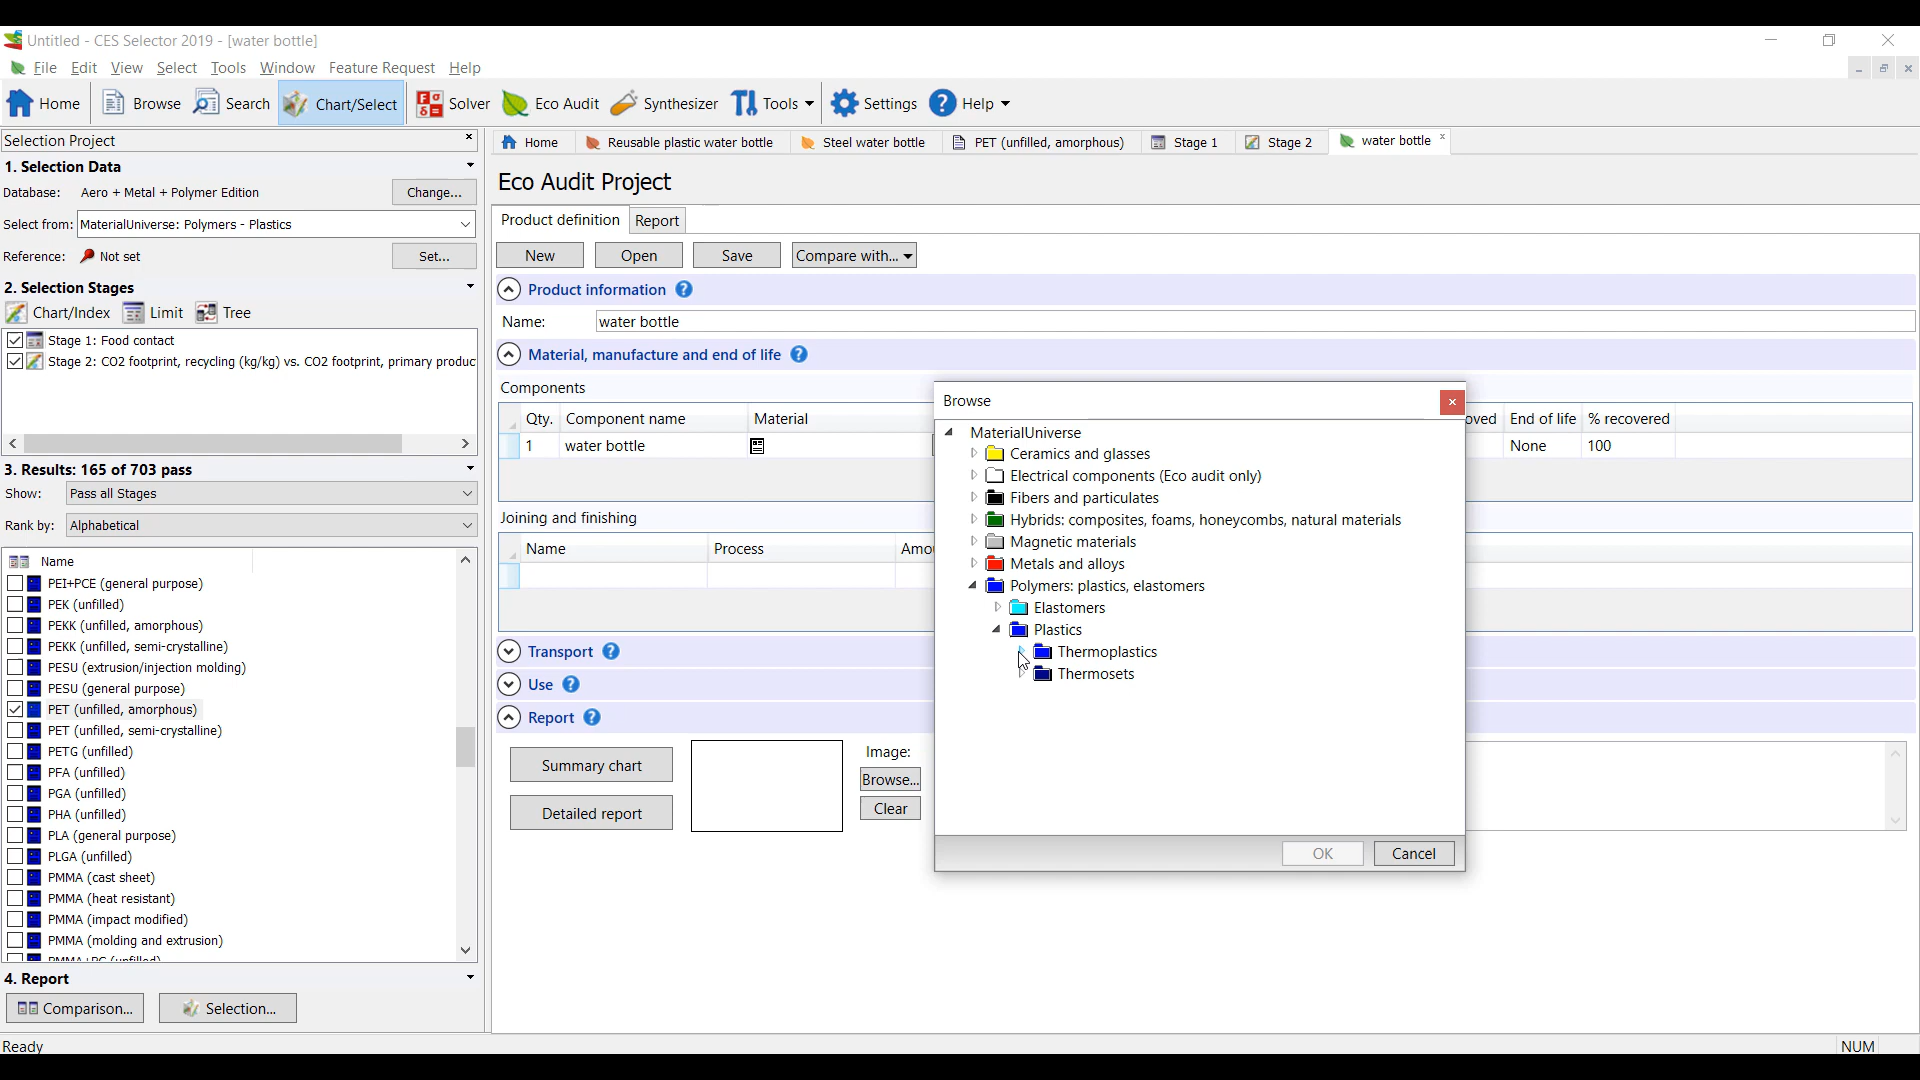 Untitled - CES Selector 2019 - [water bottle]
File Edit View Select Tools Window Feature Request Help
Home Browse Search Chart/Select Solver Eco Audit Synthesizer Tools Settings Help
Selection Project
1. Selection Data
Database: Aero + Metal + Polymer Edition Change...
Select from: MaterialUniverse: Polymers - Plastics
Reference: Not set Set...
2. Selection Stages
Chart/Index Limit Tree
Stage 1: Food contact
Stage 2: CO2 footprint, recycling (kg/kg) vs. CO2 footprint, primary produc
3. Results: 165 of 703 pass
Show: Pass all Stages
Rank by: Alphabetical
Name
PEI+PCE (general purpose)
PEK (unfilled)
PEKK (unfilled, amorphous)
PEKK (unfilled, semi-crystalline)
PESU (extrusion/injection molding)
PESU (general purpose)
PET (unfilled, amorphous)
PET (unfilled, semi-crystalline)
PETG (unfilled)
PFA (unfilled)
PGA (unfilled)
PHA (unfilled)
PLA (general purpose)
PLGA (unfilled)
PMMA (cast sheet)
PMMA (heat resistant)
PMMA (impact modified)
PMMA (molding and extrusion)
PMMA+PC (unfilled)
4. Report
Comparison... Selection...
Ready
Home Reusable plastic water bottle Steel water bottle PET (unfilled, amorphous) Stage 1 Stage 2 water bottle
Eco Audit Project
Product definition Report
New Open Save Compare with...
Product information
Name: water bottle
Material, manufacture and end of life
Components
Qty. Component name Material oved End of life % recovered
1 water bottle None 100
Joining and finishing
Name Process Amou
Transport
Use
Report
Summary chart
Detailed report
Image:
Browse...
Clear
Browse
MaterialUniverse
Ceramics and glasses
Electrical components (Eco audit only)
Fibers and particulates
Hybrids: composites, foams, honeycombs, natural materials
Magnetic materials
Metals and alloys
Polymers: plastics, elastomers
Elastomers
Plastics
Thermoplastics
Thermosets
OK Cancel
NUM